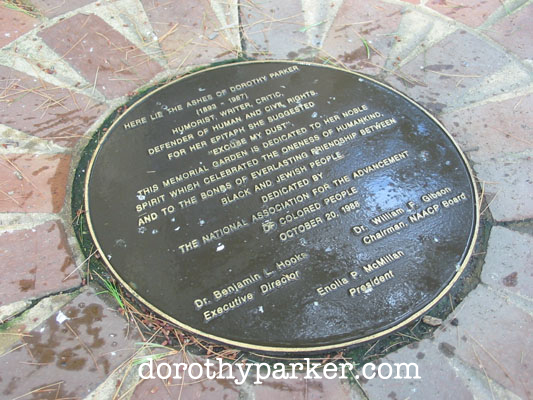 HERE LIE THE ASHES OF DOROTHY PARKER
(1893 - 1967)
HUMORIST, WRITER, CRITIC,
DEFENDER OF HUMAN AND CIVIL RIGHTS.
FOR HER EPITAPH SHE SUGGESTED
"EXCUSE MY DUST".
THIS MEMORIAL GARDEN IS DEDICATED TO HER NOBLE
SPIRIT WHICH CELEBRATED THE ONENESS OF HUMANKIND,
AND TO THE BONDS OF EVERLASTING FRIENDSHIP BETWEEN
BLACK AND JEWISH PEOPLE.
DEDICATED BY
THE NATIONAL ASSOCIATION FOR THE ADVANCEMENT
OF COLORED PEOPLE
OCTOBER 20, 1988
Dr. Benjamin L. Hooks
Executive Director
Dr. William F. Gibson
Chairman, NAACP Board
Enolia P. McMillan
President
dorothyparker.com